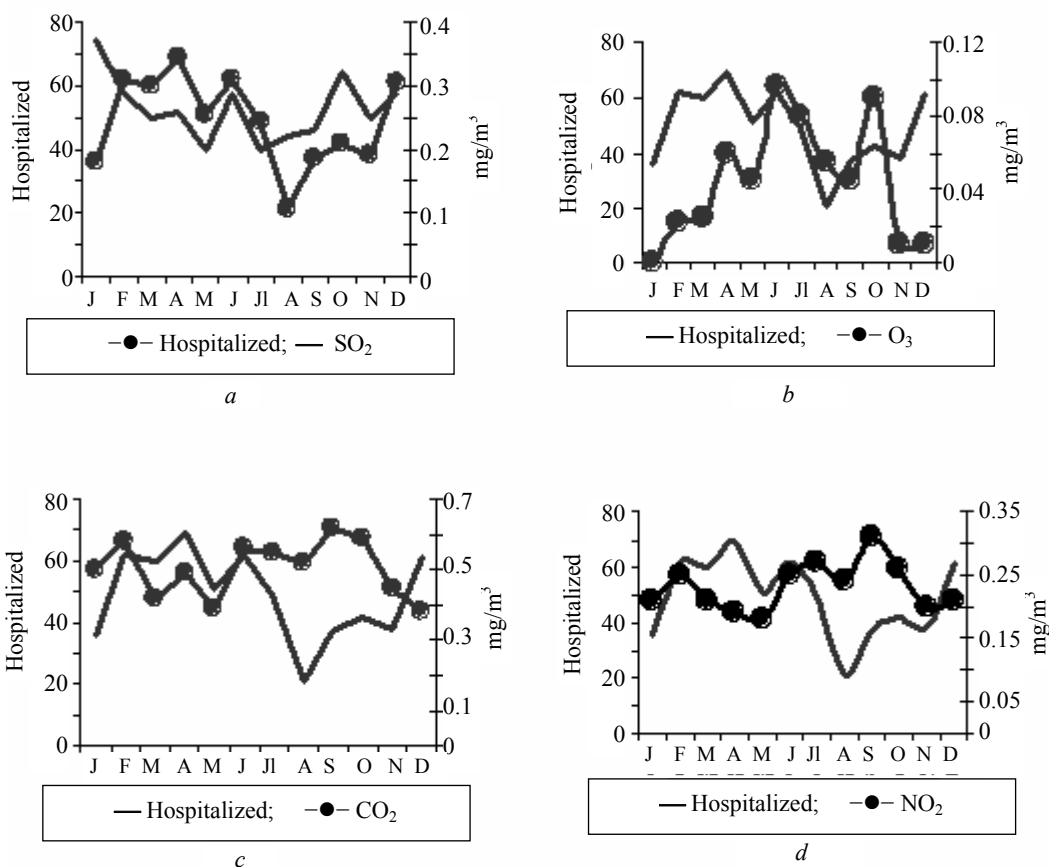 80
60
40
20
0
Hospitalized
0.4
0.3
0.2
0.1
0
mg/m³
J F M A M J Jl A S O N D
–●– Hospitalized; — SO₂
a
80
60
40
20
0
Hospitalized
0.12
0.08
0.04
0
mg/m³
J F M A M J Jl A S O N D
— Hospitalized; –●– O₃
b
80
60
40
20
0
Hospitalized
0.7
0.5
0.3
0.1
0
mg/m³
J F M A M J Jl A S O N D
— Hospitalized; –●– CO₂
c
80
60
40
20
0
Hospitalized
0.35
0.25
0.15
0.05
0
mg/m³
J F M A M J Jl A S O N D
— Hospitalized; –●– NO₂
d